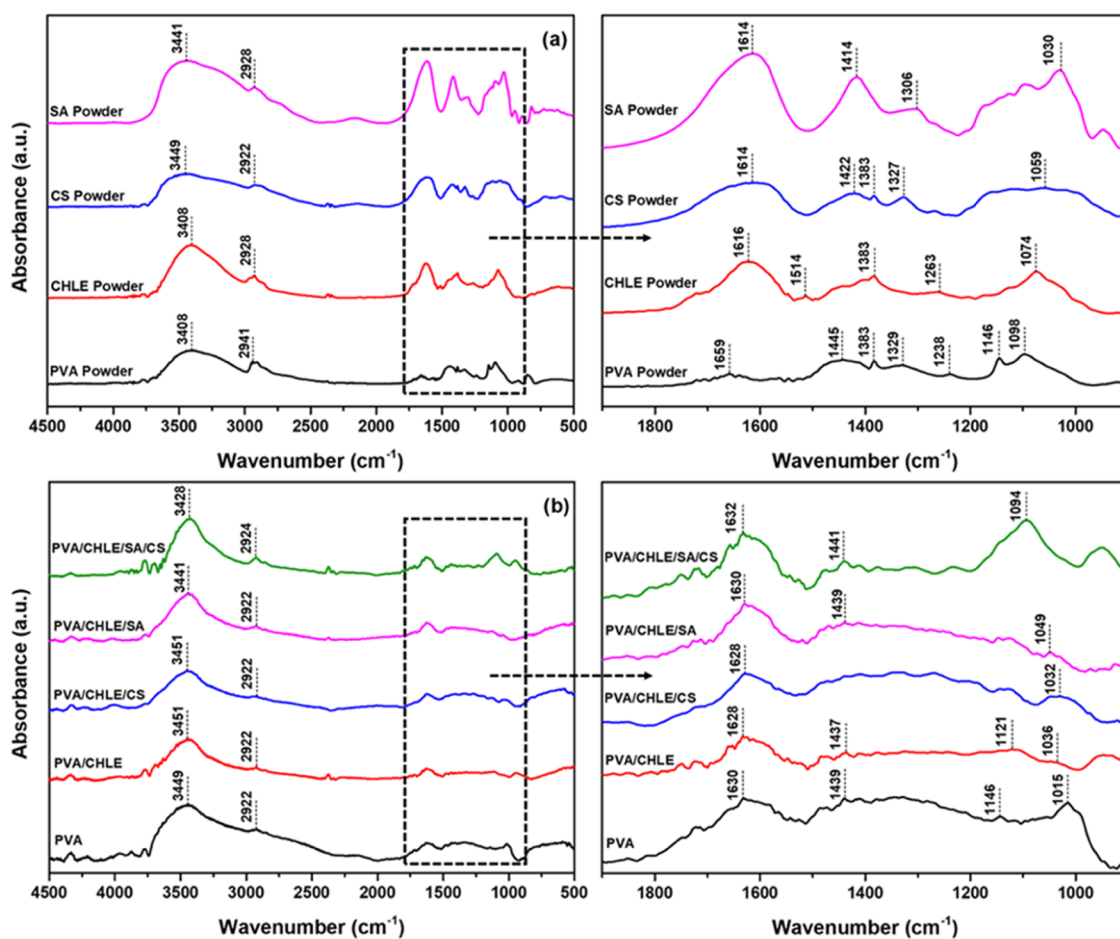 (a)
3441
2928
SA Powder
3449
2922
CS Powder
3408
2928
CHLE Powder
3408
2941
PVA Powder
Absorbance (a.u.)
4500 4000 3500 3000 2500 2000 1500 1000 500
Wavenumber (cm⁻¹)
1614
1414
1306
1030
SA Powder
1614
1422
1383
1327
1059
CS Powder
1616
1514
1383
1263
1074
CHLE Powder
1659
1445
1383
1329
1238
1146
1098
PVA Powder
1800 1600 1400 1200 1000
Wavenumber (cm⁻¹)
(b)
3428
2924
PVA/CHLE/SA/CS
3441
2922
PVA/CHLE/SA
3451
2922
PVA/CHLE/CS
3451
2922
PVA/CHLE
3449
2922
PVA
Absorbance (a.u.)
4500 4000 3500 3000 2500 2000 1500 1000 500
Wavenumber (cm⁻¹)
1632
1441
1094
PVA/CHLE/SA/CS
1630
1439
1049
PVA/CHLE/SA
1628
1032
PVA/CHLE/CS
1628
1437
1121
1036
PVA/CHLE
1630
1439
1146
1015
PVA
1800 1600 1400 1200 1000
Wavenumber (cm⁻¹)